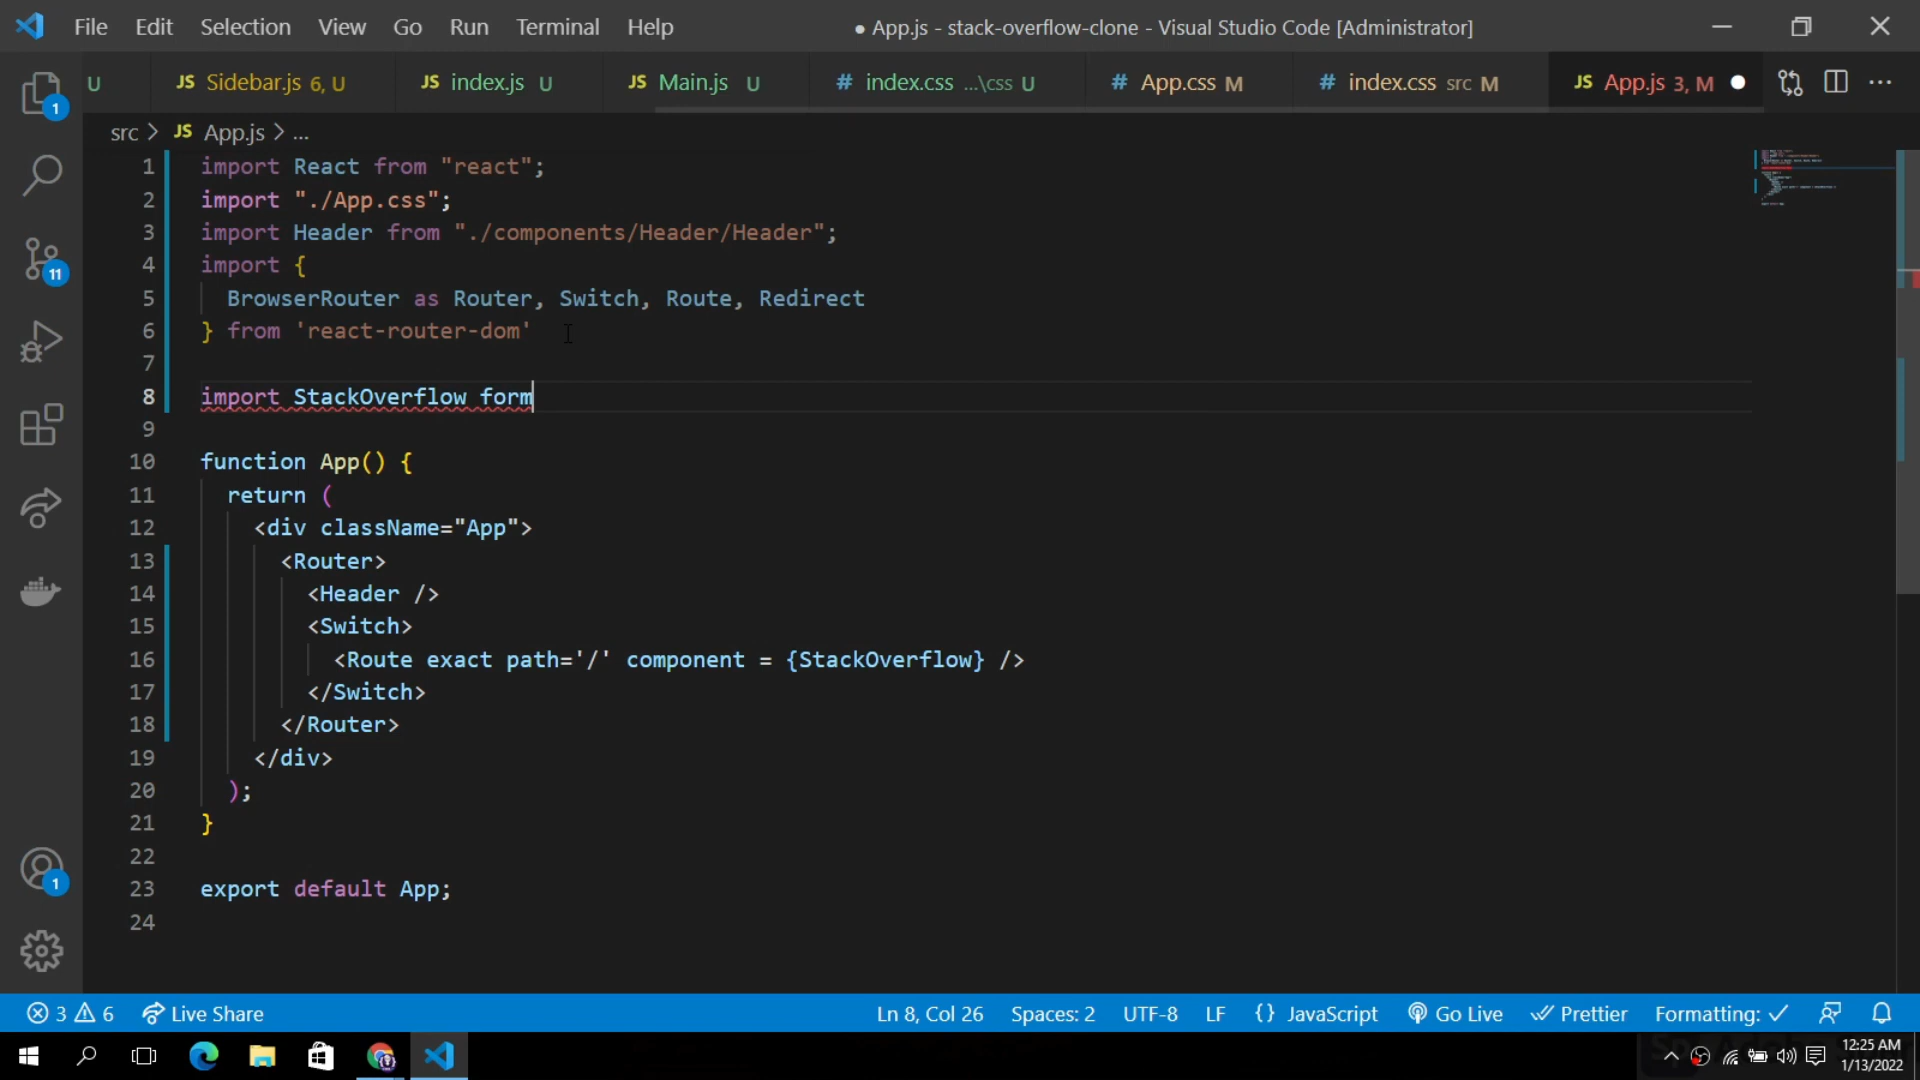 File Edit Selection View Go Run Terminal Help
● App.js - stack-overflow-clone - Visual Studio Code [Administrator]
U JS Sidebar.js 6, U JS index.js U JS Main.js U # index.css ...\css U # App.css M # index.css src M JS App.js 3, M
src > JS App.js > ...
1 import React from "react";
2 import "./App.css";
3 import Header from "./components/Header/Header";
4 import {
5 BrowserRouter as Router, Switch, Route, Redirect
6 } from 'react-router-dom'
7
8 import StackOverflow form
9
10 function App() {
11 return (
12 <div className="App">
13 <Router>
14 <Header />
15 <Switch>
16 <Route exact path='/' component = {StackOverflow} />
17 </Switch>
18 </Router>
19 </div>
20 );
21 }
22
23 export default App;
24
1
11
1
3 6 Live Share Ln 8, Col 26 Spaces: 2 UTF-8 LF {} JavaScript Go Live Prettier Formatting: ✓
12:25 AM
1/13/2022